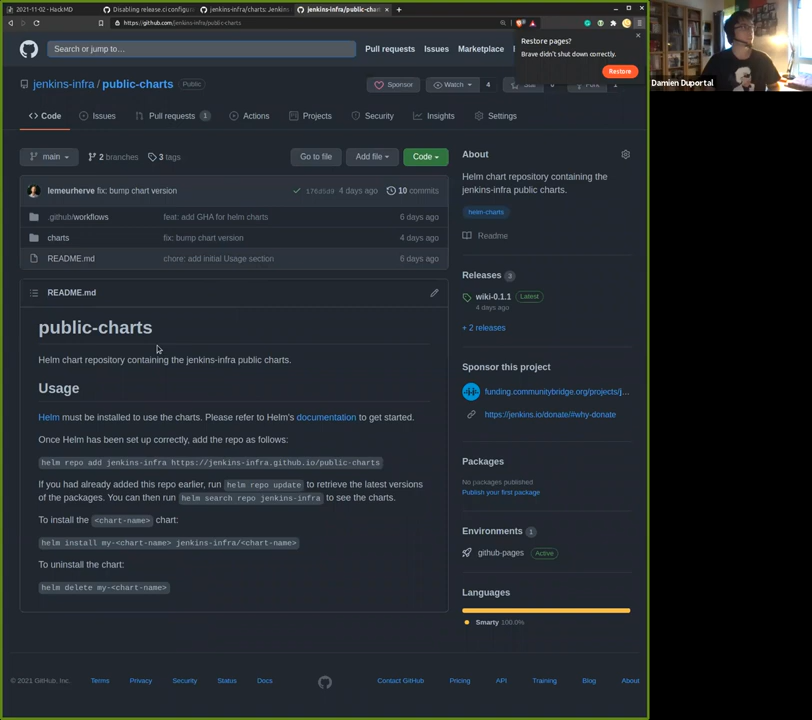 2021-11-02 - HackMD
Disabling release.ci configur
jenkins-infra/charts: Jenkins
jenkins-infra/public-char
https://github.com/jenkins-infra/public-charts
Search or jump to…
Pull requests Issues Marketplace
Restore pages?
Brave didn't shut down correctly.
Restore
Damien Duportal
jenkins-infra / public-charts Public
Sponsor Watch 4
Code Issues Pull requests 1 Actions Projects Security Insights Settings
main 2 branches 3 tags Go to file Add file Code
lemeurherve fix: bump chart version 4 days ago 10 commits
.github/workflows feat: add GHA for helm charts 6 days ago
charts fix: bump chart version 4 days ago
README.md chore: add initial Usage section 6 days ago
README.md
public-charts
Helm chart repository containing the jenkins-infra public charts.
Usage
Helm must be installed to use the charts. Please refer to Helm's documentation to get started.
Once Helm has been set up correctly, add the repo as follows:
helm repo add jenkins-infra https://jenkins-infra.github.io/public-charts
If you had already added this repo earlier, run helm repo update to retrieve the latest versions
of the packages. You can then run helm search repo jenkins-infra to see the charts.
To install the <chart-name> chart:
helm install my-<chart-name> jenkins-infra/<chart-name>
To uninstall the chart:
helm delete my-<chart-name>
About
Helm chart repository containing the
jenkins-infra public charts.
helm-charts
Readme
Releases 3
wiki-0.1.1 Latest
4 days ago
+ 2 releases
Sponsor this project
funding.communitybridge.org/projects/j…
https://jenkins.io/donate/#why-donate
Packages
No packages published
Publish your first package
Environments 1
github-pages Active
Languages
Smarty 100.0%
© 2021 GitHub, Inc. Terms Privacy Security Status Docs Contact GitHub Pricing API Training Blog About